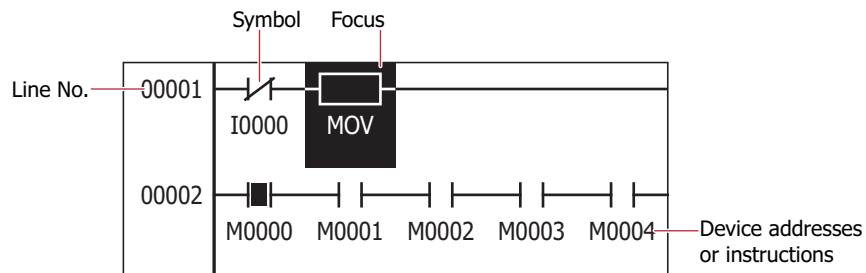 Symbol Focus
Line No. 00001
I0000 MOV
00002
M0000 M0001 M0002 M0003 M0004
Device addresses
or instructions